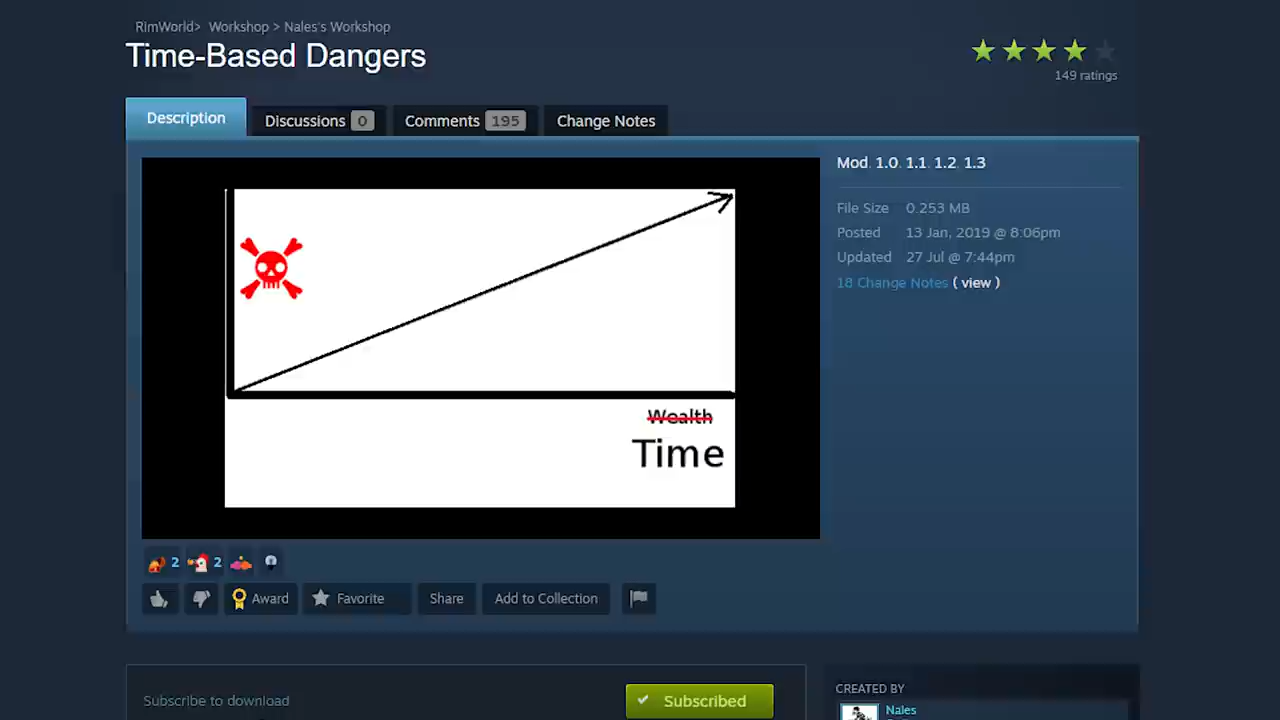 RimWorld> Workshop > Nales's Workshop
Time-Based Dangers
149 ratings
Description
Discussions 0
Comments 195
Change Notes
Mod 1.0, 1.1, 1.2, 1.3
File Size 0.253 MB
Posted 13 Jan, 2019 @ 8:06pm
Updated 27 Jul @ 7:44pm
18 Change Notes ( view )
Wealth
Time
2 2
Award Favorite Share Add to Collection
Subscribe to download
Subscribed
CREATED BY
Nales